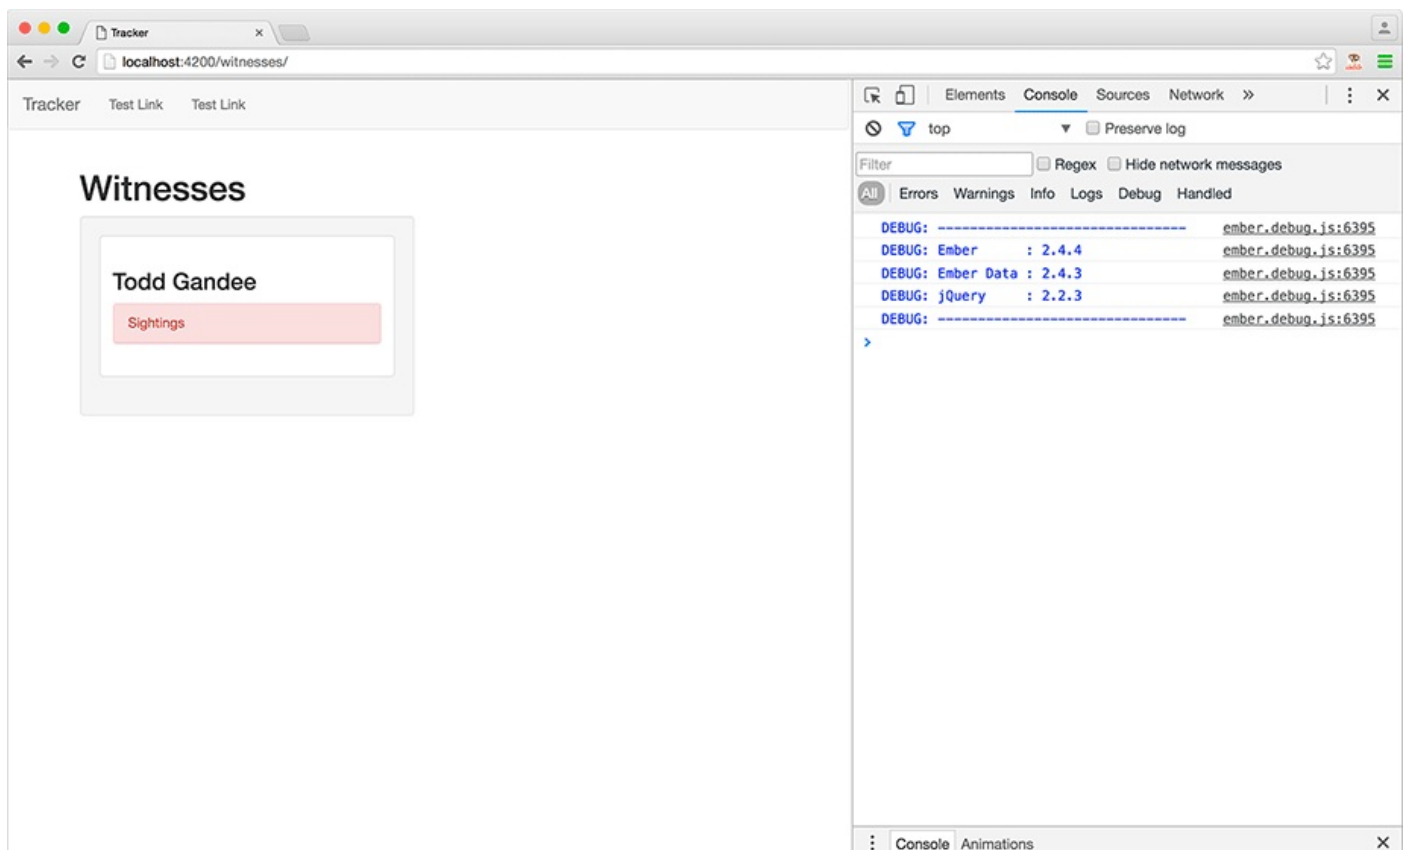 Tracker
localhost:4200/witnesses/
Tracker Test Link Test Link
Witnesses
Todd Gandee
Sightings
Elements Console Sources Network »
top ▼ Preserve log
Filter Regex Hide network messages
All Errors Warnings Info Logs Debug Handled
DEBUG: ------------------------------- ember.debug.js:6395
DEBUG: Ember : 2.4.4 ember.debug.js:6395
DEBUG: Ember Data : 2.4.3 ember.debug.js:6395
DEBUG: jQuery : 2.2.3 ember.debug.js:6395
DEBUG: ------------------------------- ember.debug.js:6395
>
Console Animations